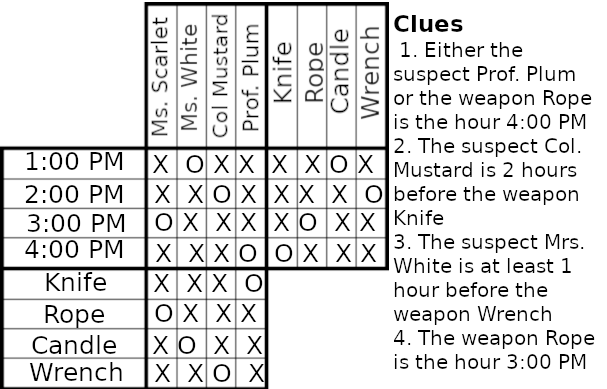 Ms. Scarlet
Ms. White
Col Mustard
Prof. Plum
Knife
Rope
Candle
Wrench
1:00 PM X O X X X X O X
2:00 PM X X O X X X X O
3:00 PM O X X X X O X X
4:00 PM X X X O O X X X
Knife X X X O
Rope O X X X
Candle X O X X
Wrench X X O X
Clues
1. Either the
suspect Prof. Plum
or the weapon Rope
is the hour 4:00 PM
2. The suspect Col.
Mustard is 2 hours
before the weapon
Knife
3. The suspect Mrs.
White is at least 1
hour before the
weapon Wrench
4. The weapon Rope
is the hour 3:00 PM